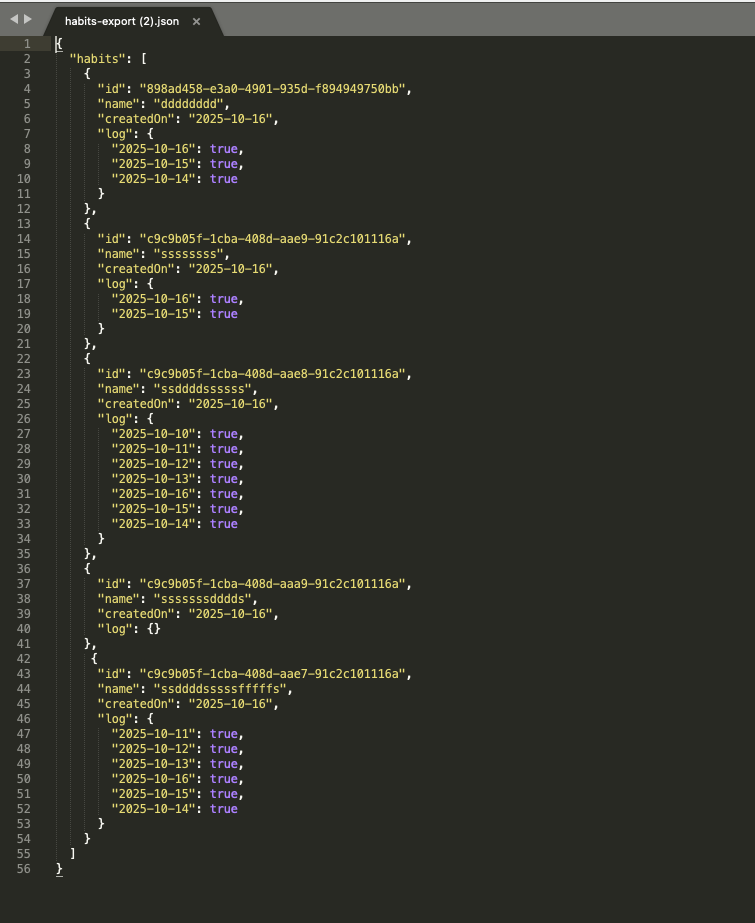 habits-export (2).json ×
1 {
2 "habits": [
3 {
4 "id": "898ad458-e3a0-4901-935d-f894949750bb",
5 "name": "dddddddd",
6 "createdOn": "2025-10-16",
7 "log": {
8 "2025-10-16": true,
9 "2025-10-15": true,
10 "2025-10-14": true
11 }
12 },
13 {
14 "id": "c9c9b05f-1cba-408d-aae9-91c2c101116a",
15 "name": "ssssssss",
16 "createdOn": "2025-10-16",
17 "log": {
18 "2025-10-16": true,
19 "2025-10-15": true
20 }
21 },
22 {
23 "id": "c9c9b05f-1cba-408d-aae8-91c2c101116a",
24 "name": "ssddddssssss",
25 "createdOn": "2025-10-16",
26 "log": {
27 "2025-10-10": true,
28 "2025-10-11": true,
29 "2025-10-12": true,
30 "2025-10-13": true,
31 "2025-10-16": true,
32 "2025-10-15": true,
33 "2025-10-14": true
34 }
35 },
36 {
37 "id": "c9c9b05f-1cba-408d-aaa9-91c2c101116a",
38 "name": "sssssssdddds",
39 "createdOn": "2025-10-16",
40 "log": {}
41 },
42 {
43 "id": "c9c9b05f-1cba-408d-aae7-91c2c101116a",
44 "name": "ssddddsssssfffffs",
45 "createdOn": "2025-10-16",
46 "log": {
47 "2025-10-11": true,
48 "2025-10-12": true,
49 "2025-10-13": true,
50 "2025-10-16": true,
51 "2025-10-15": true,
52 "2025-10-14": true
53 }
54 }
55 ]
56 }